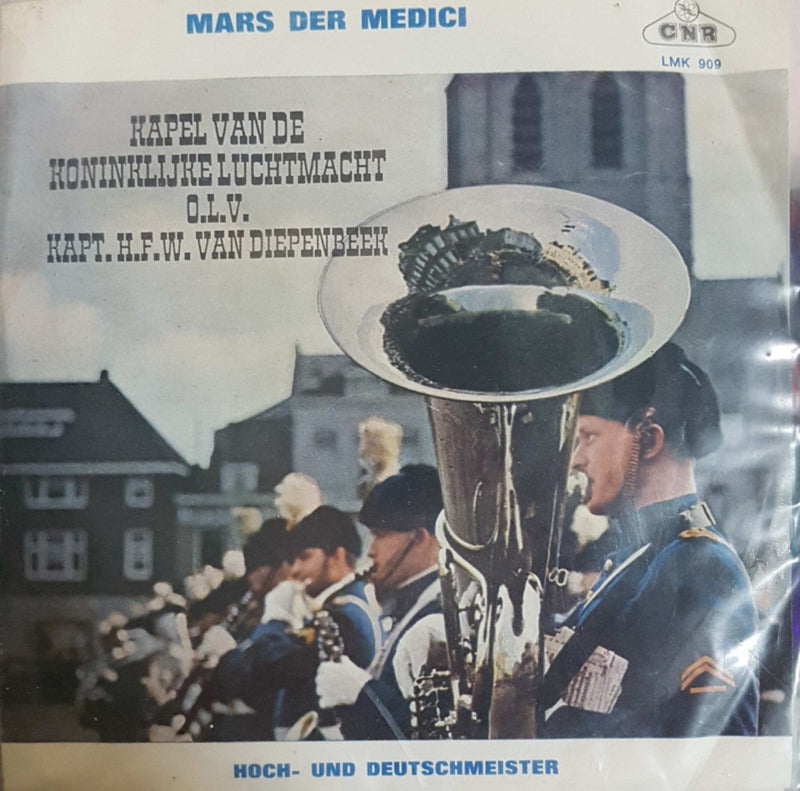 MARS DER MEDICI
CNR
LMK 909
KAPEL VAN DE
KONINKLIJKE LUCHTMACHT
O.L.V.
KAPT. H.F.W. VAN DIEPENBEEK
HOCH- UND DEUTSCHMEISTER